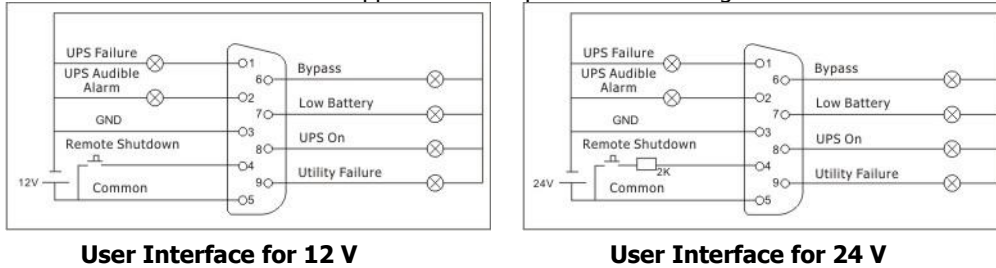 UPS Failure
UPS Audible
Alarm
GND
Remote Shutdown
12V
Common
1
2
3
4
5
6
7
8
9
Bypass
Low Battery
UPS On
Utility Failure
User Interface for 12 V
UPS Failure
UPS Audible
Alarm
GND
Remote Shutdown
2K
24V
Common
1
2
3
4
5
6
7
8
9
Bypass
Low Battery
UPS On
Utility Failure
User Interface for 24 V